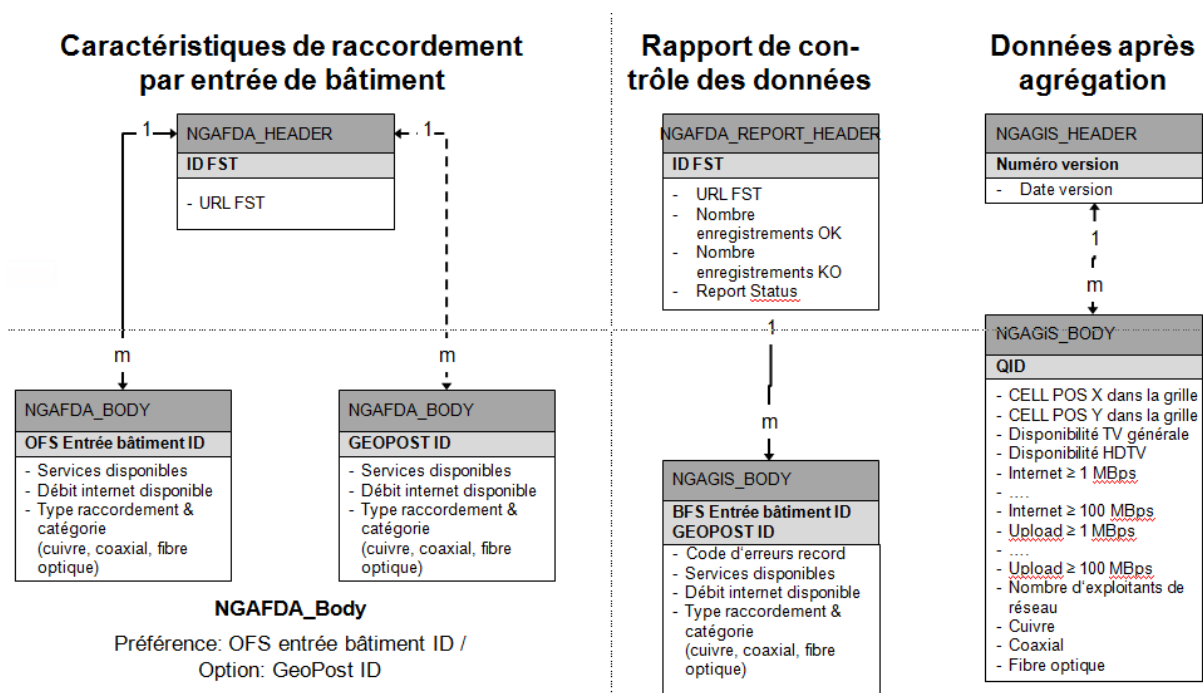 Caractéristiques de raccordement
par entrée de bâtiment
1
1
NGAFDA_HEADER
ID FST
- URL FST
m
m
NGAFDA_BODY
OFS Entrée bâtiment ID
- Services disponibles
- Débit internet disponible
- Type raccordement &
catégorie
(cuivre, coaxial, fibre
optique)
NGAFDA_BODY
GEOPOST ID
- Services disponibles
- Débit internet disponible
- Type raccordement &
catégorie
(cuivre, coaxial, fibre
optique)
NGAFDA_Body
Préférence: OFS entrée bâtiment ID /
Option: GeoPost ID
Rapport de con-
trôle des données
NGAFDA_REPORT_HEADER
ID FST
- URL FST
- Nombre
enregistrements OK
- Nombre
enregistrements KO
- Report Status
1
m
NGAGIS_BODY
BFS Entrée bâtiment ID
GEOPOST ID
- Code d'erreurs record
- Services disponibles
- Débit internet disponible
- Type raccordement &
catégorie
(cuivre, coaxial, fibre
optique)
Données après
agrégation
NGAGIS_HEADER
Numéro version
- Date version
1
m
NGAGIS_BODY
QID
- CELL POS X dans la grille
- CELL POS Y dans la grille
- Disponibilité TV générale
- Disponibilité HDTV
- Internet ≥ 1 MBps
- ....
- Internet ≥ 100 MBps
- Upload ≥ 1 MBps
- ....
- Upload ≥ 100 MBps
- Nombre d'exploitants de
réseau
- Cuivre
- Coaxial
- Fibre optique